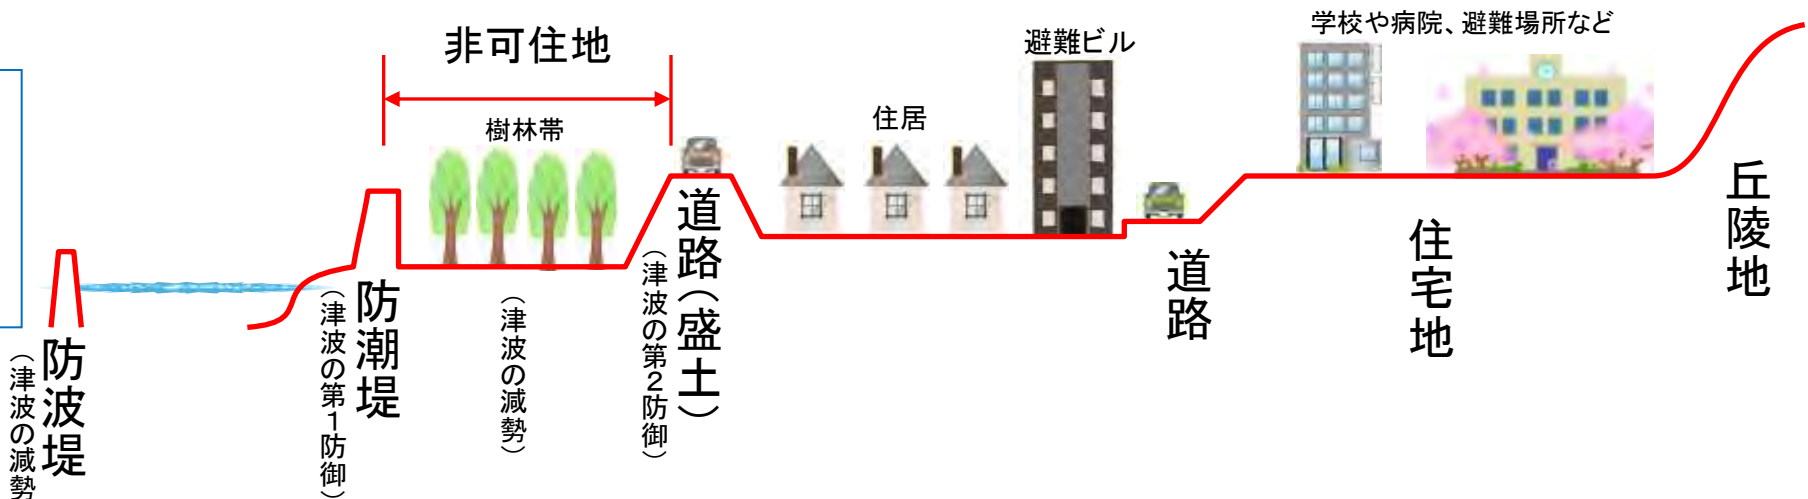 非可住地
樹林帯
住居
避難ビル
学校や病院、避難場所など
防波堤
（津波の減勢
防潮堤
（津波の第１防御）
（津波の減勢）
道路（盛土）
（津波の第２防御）
道路
住宅地
丘陵地